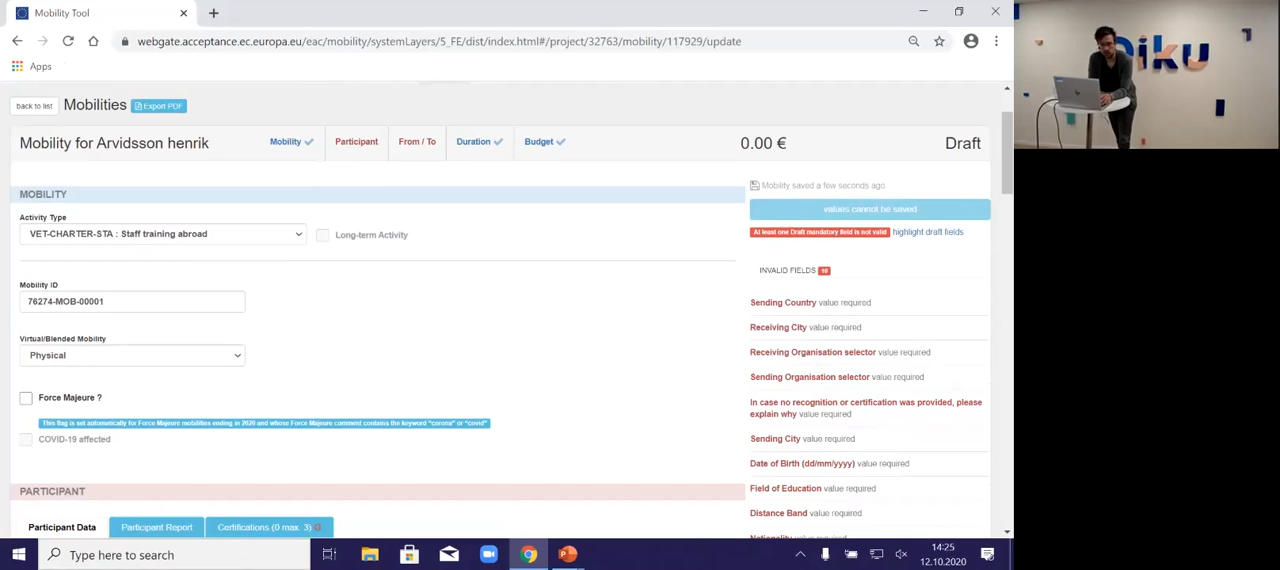 Mobility Tool
webgate.acceptance.ec.europa.eu/eac/mobility/systemLayers/5_FE/dist/index.html#/project/32763/mobility/117929/update
Apps
back to list
Mobilities
Export PDF
Mobility for Arvidsson henrik
Mobility
Participant
From / To
Duration
Budget
0.00 €
Draft
MOBILITY
Activity Type
VET-CHARTER-STA : Staff training abroad
Long-term Activity
Mobility ID
76274-MOB-00001
Virtual/Blended Mobility
Physical
Force Majeure ?
This flag is set automatically for Force Majeure mobilities ending in 2020 and whose Force Majeure comment contains the keyword "corona" or "covid"
COVID-19 affected
PARTICIPANT
Participant Data
Participant Report
Certifications (0 max. 3)
Mobility saved a few seconds ago
values cannot be saved
At least one Draft mandatory field is not valid
highlight draft fields
INVALID FIELDS
Sending Country value required
Receiving City value required
Receiving Organisation selector value required
Sending Organisation selector value required
In case no recognition or certification was provided, please
explain why value required
Sending City value required
Date of Birth (dd/mm/yyyy) value required
Field of Education value required
Distance Band value required
Nationality value required
Type here to search
14:25
12.10.2020
iku